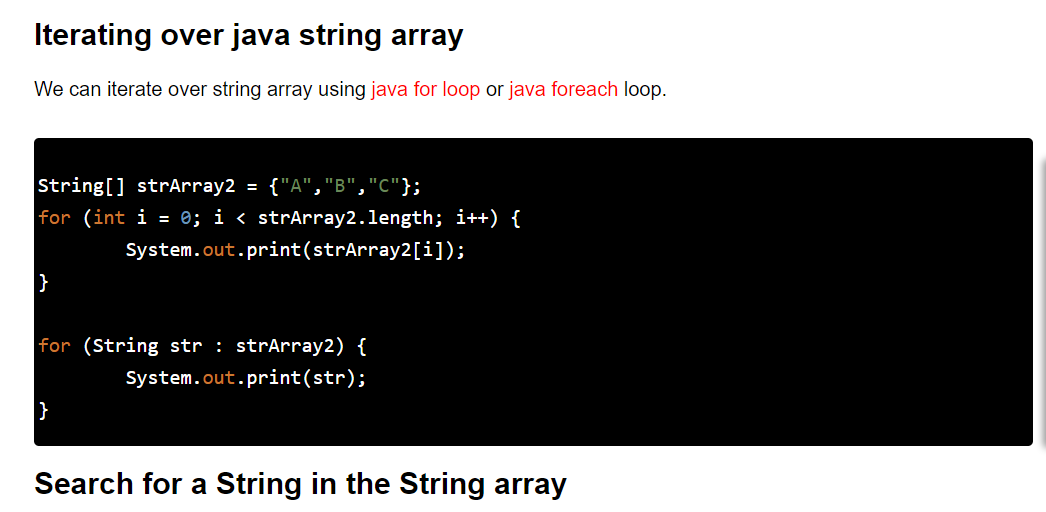 Iterating over java string array
We can iterate over string array using java for loop or java foreach loop.
String[] strArray2 = {"A","B","C"};
for (int i = 0; i < strArray2.length; i++) {
        System.out.print(strArray2[i]);
}
for (String str : strArray2) {
        System.out.print(str);
}
Search for a String in the String array